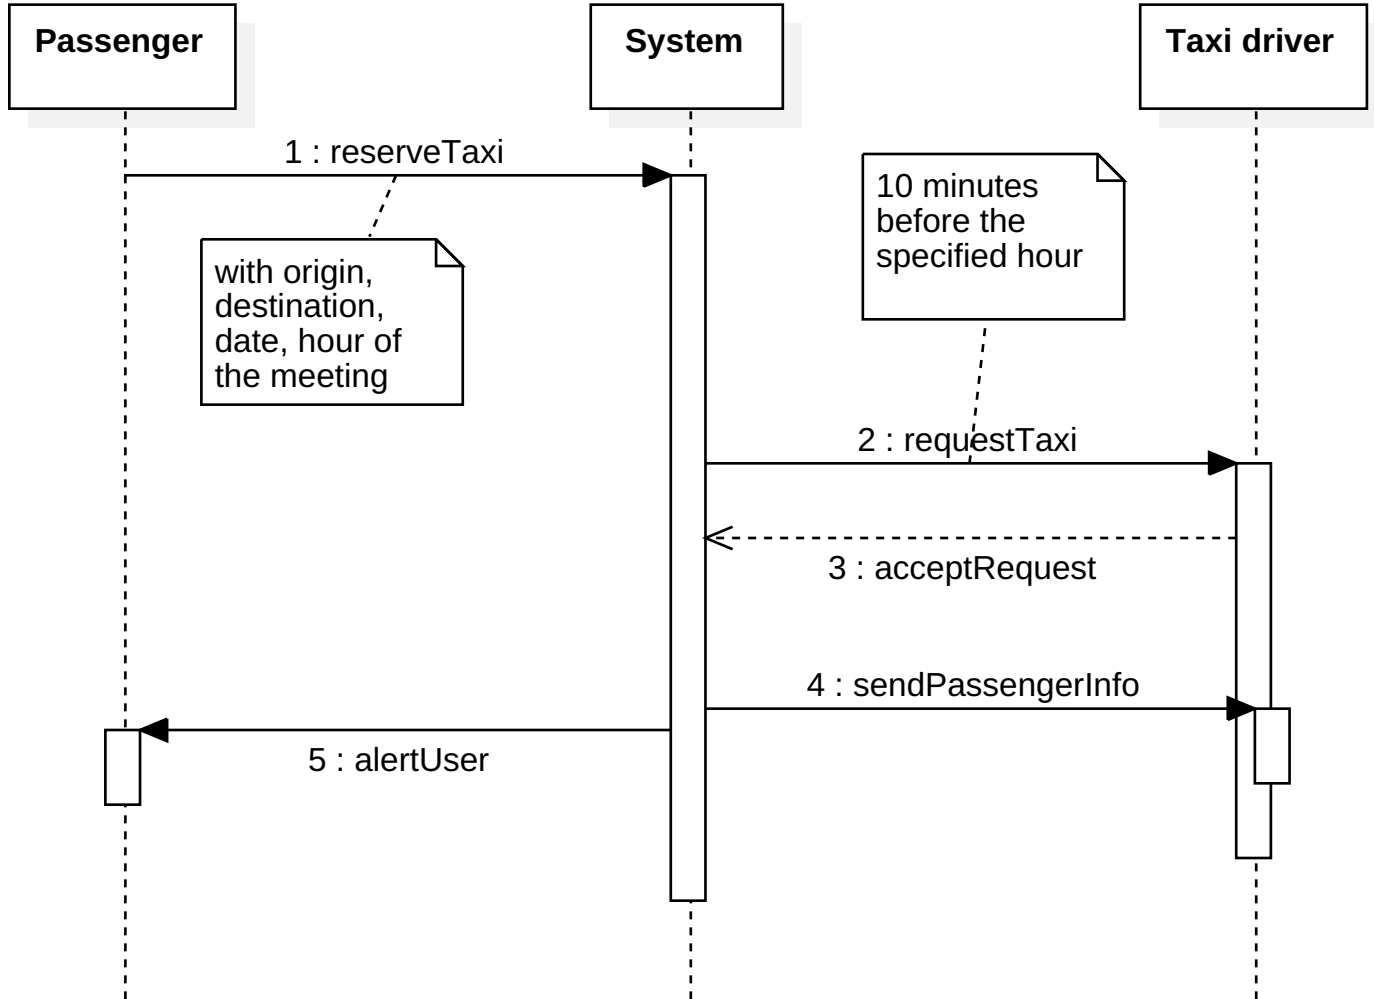 Passenger
System
Taxi driver
1 : reserveTaxi
10 minutes
before the
specified hour
with origin,
destination,
date, hour of
the meeting
2 : requestTaxi
3 : acceptRequest
4 : sendPassengerInfo
5 : alertUser